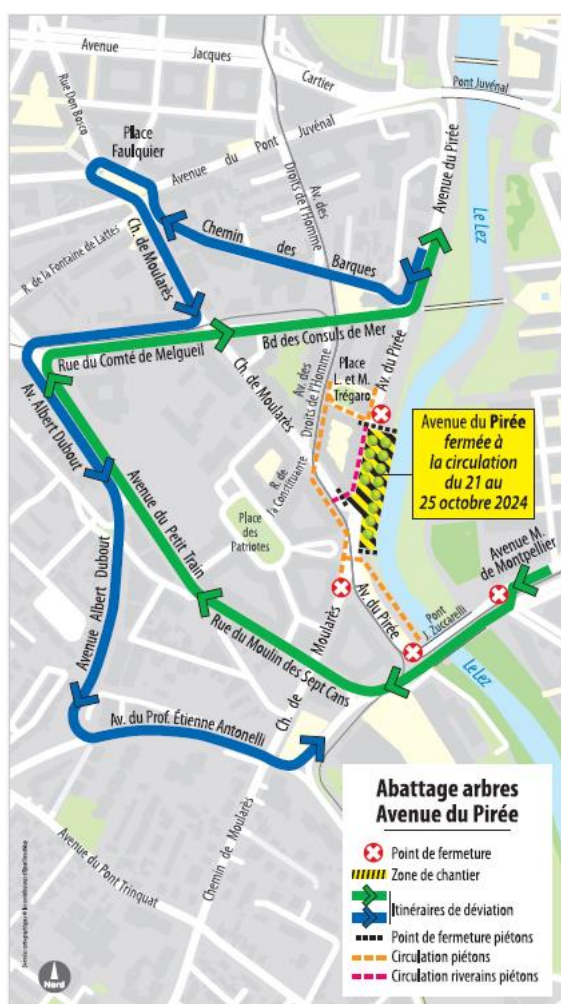 Avenue Jacques Cartier
Pont Juvénal
Rue Don Bosco
Place
Faulquier
Avenue du Pont Juvénal
Av. des
Droits de l'Homme
Avenue du Pirée
Le Lez
Chemin des Barques
R. de la Fontaine de Lattes
Ch. de Moularès
Rue du Comté de Melgueil
Bd des Consuls de Mer
Ch. de Moularès
Av. des
Droits de l'Homme
Place
L. et M.
Trégaro
Av. du Pirée
Avenue du Pirée
fermée à
la circulation
du 21 au
25 octobre 2024
Av. Albert Dubout
R. de
la Constituante
Place
des
Patriotes
Avenue du Petit Train
Avenue M.
de Montpellier
Pont
J. Zuccarelli
Av. du Pirée
Avenue Albert Dubout
Rue du Moulin des Sept Cans
Ch. de Moularès
Le Lez
Av. du Prof. Étienne Antonelli
Chemin de Moularès
Avenue du Pont Trinquat
Abattage arbres
Avenue du Pirée
Point de fermeture
Zone de chantier
Itinéraires de déviation
Point de fermeture piétons
Circulation piétons
Circulation riverains piétons
Nord